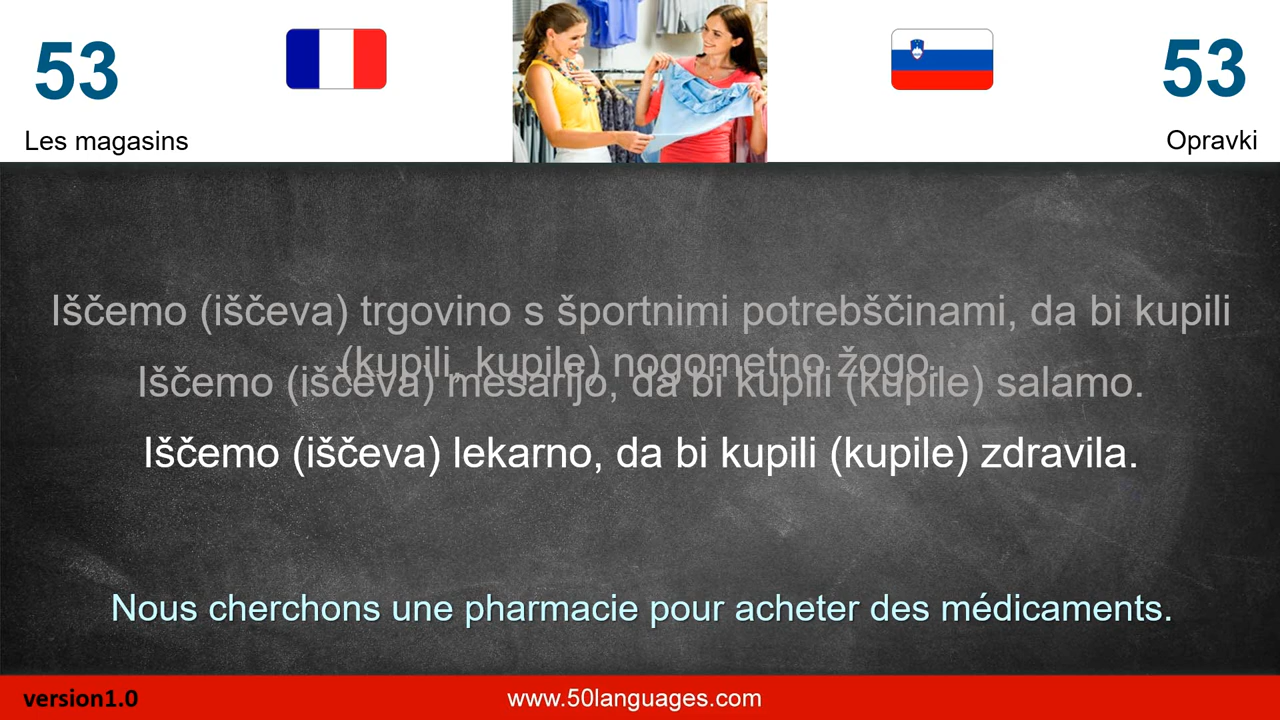 53
53
Les magasins
Opravki
Iščemo (iščeva) trgovino s športnimi potrebščinami, da bi kupili
(kupili, kupile) nogometno žogo.
Iščemo (iščeva) mesarijo, da bi kupili (kupile) salamo.
Iščemo (iščeva) lekarno, da bi kupili (kupile) zdravila.
Nous cherchons une pharmacie pour acheter des médicaments.
version1.0
www.50languages.com